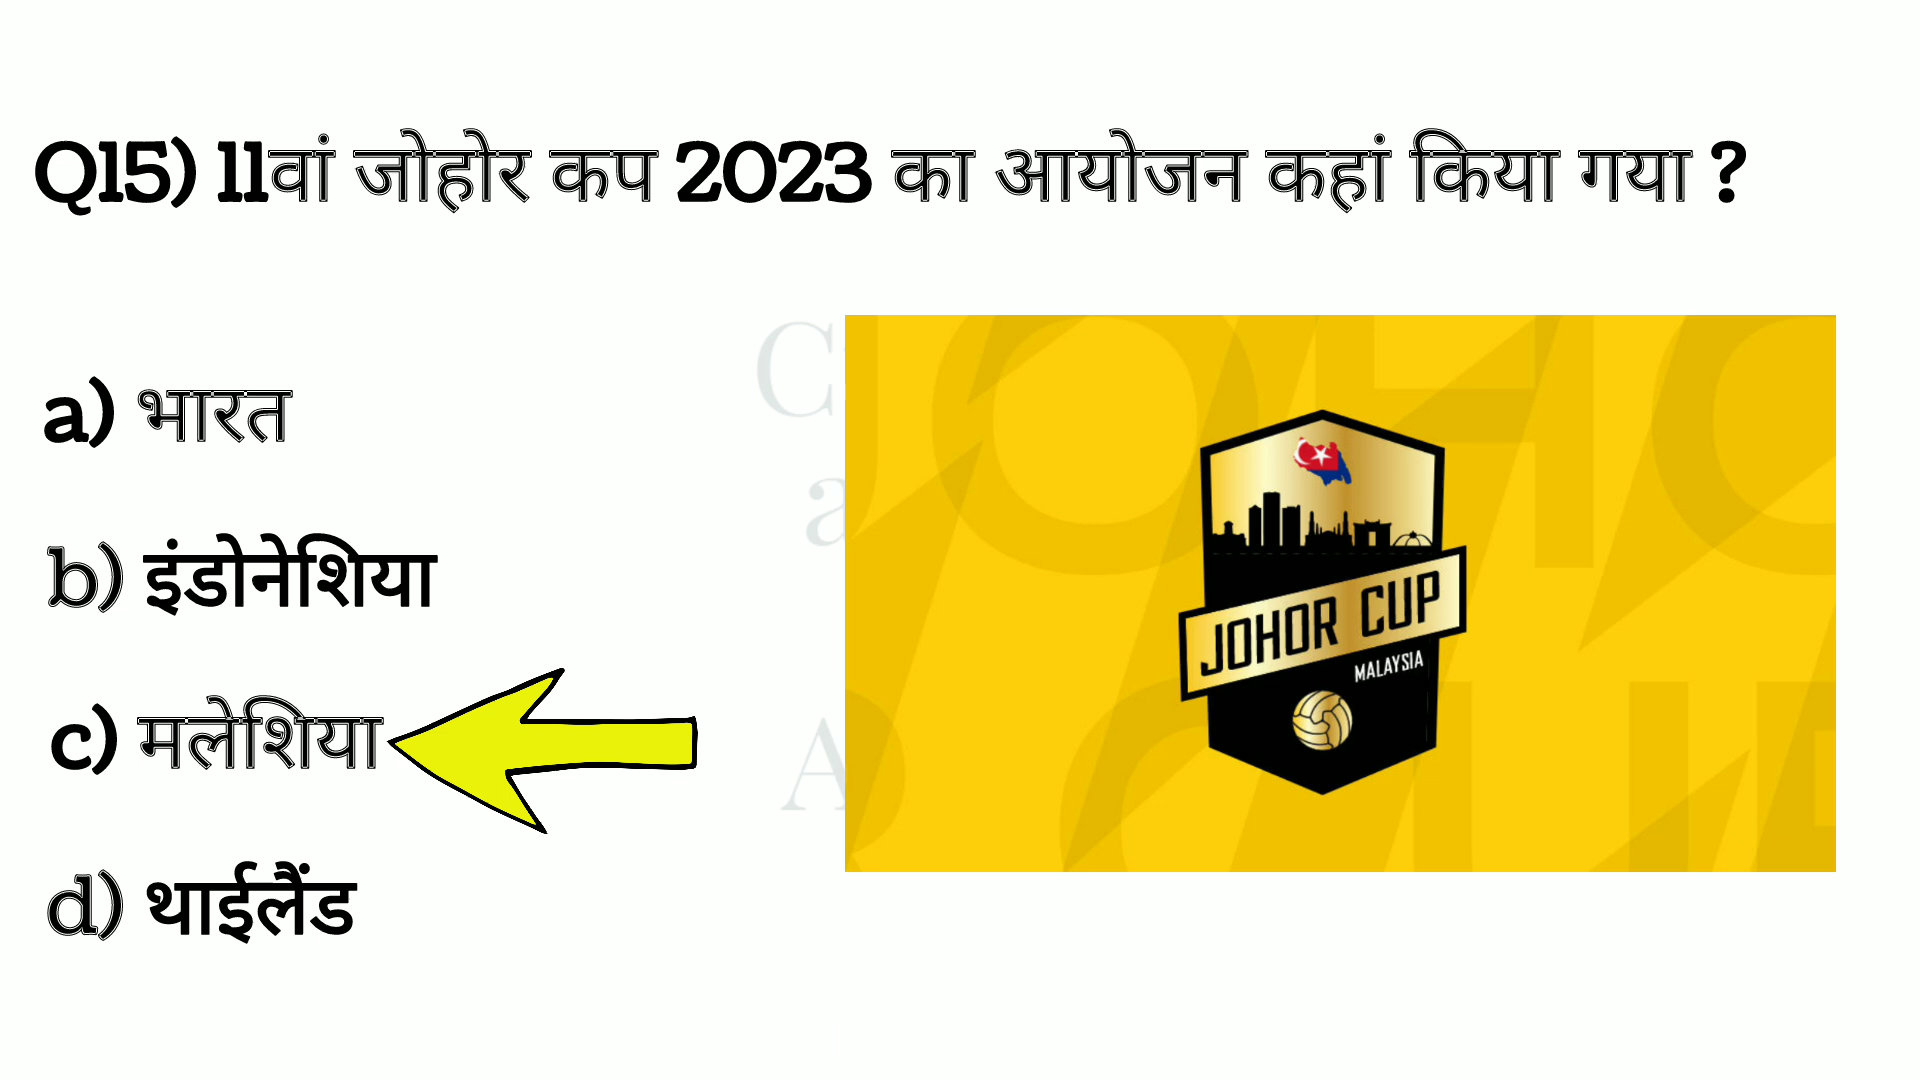 Q15) 11वां जोहोर कप 2023 का आयोजन कहां किया गया ?
a) भारत
b) इंडोनेशिया
c) मलेशिया
d) थाईलैंड
JOHOR CUP
MALAYSIA